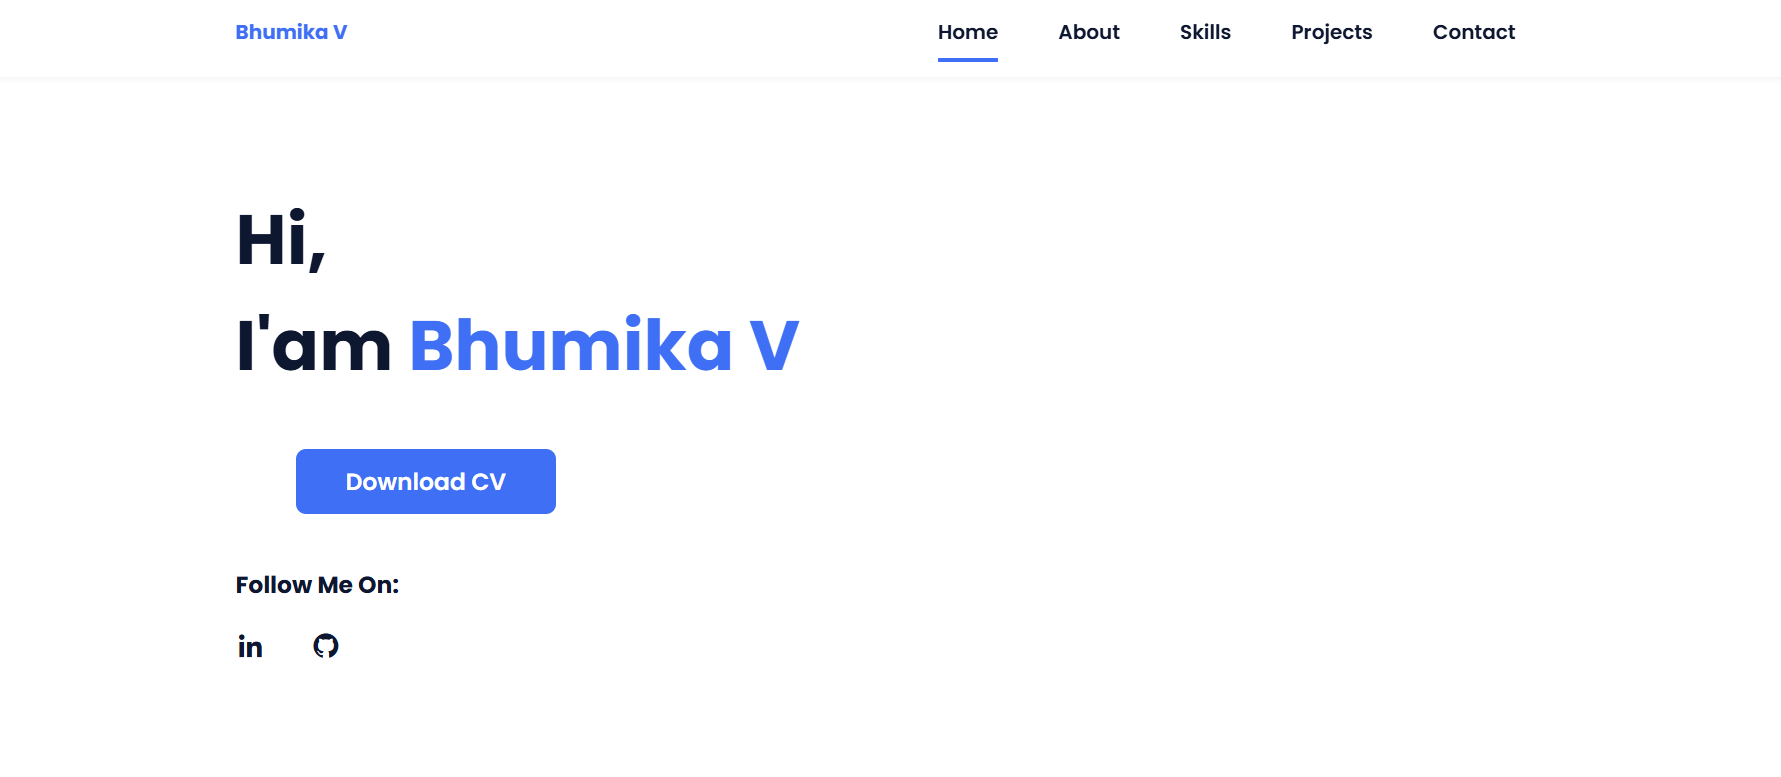 Bhumika V
Home About Skills Projects Contact
Hi,
I'am Bhumika V
Download CV
Follow Me On:
in